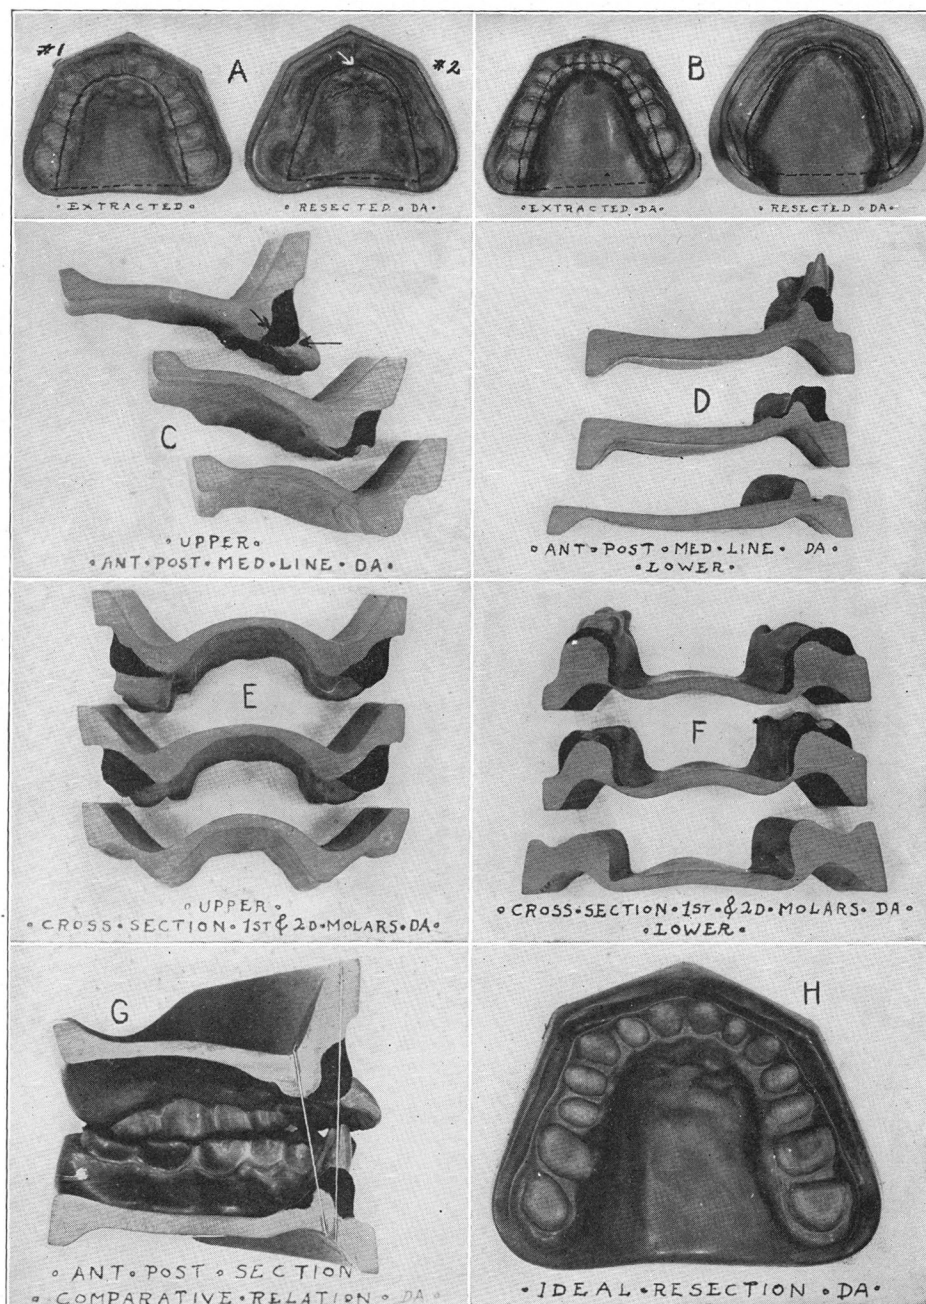 #1
A
#2
∘ EXTRACTED ∘
∘ RESECTED ∘ DA ∘
B
∘ EXTRACTED ∘ DA ∘
∘ RESECTED ∘ DA ∘
C
∘ UPPER ∘
∘ ANT ∘ POST ∘ MED ∘ LINE ∘ DA ∘
D
∘ ANT ∘ POST ∘ MED ∘ LINE ∘ DA ∘
∘ LOWER ∘
E
∘ UPPER ∘
∘ CROSS ∘ SECTION ∘ 1ST & 2D ∘ MOLARS ∘ DA ∘
F
∘ CROSS ∘ SECTION ∘ 1ST ∘ & 2D ∘ MOLARS ∘ DA ∘
∘ LOWER ∘
G
∘ ANT ∘ POST ∘ SECTION
∘ COMPARATIVE ∘ RELATION ∘ DA ∘
H
∘ IDEAL ∘ RESECTION ∘ DA ∘